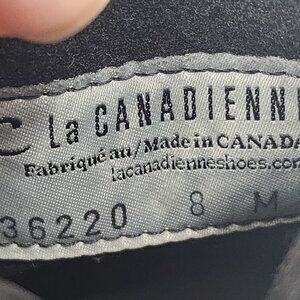 La CANADIENN
Fabriqué au/Made in CANADA
lacanadienneshoes.com
36220 8 M